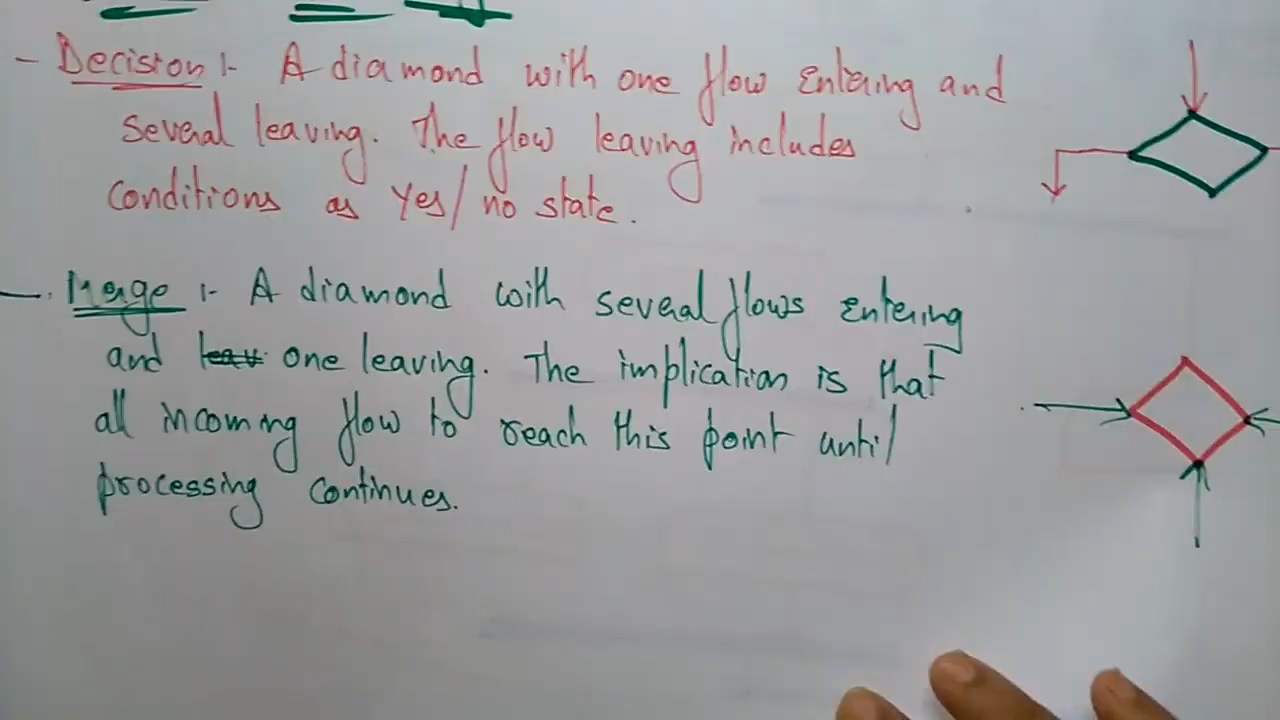 - Decision :- A diamond with one flow Entering and
several leaving. The flow leaving includes
conditions as Yes/no state.
- Merge :- A diamond with several flows entering
and leav one leaving. The implication is that
all incoming flow to reach this point until
processing continues.